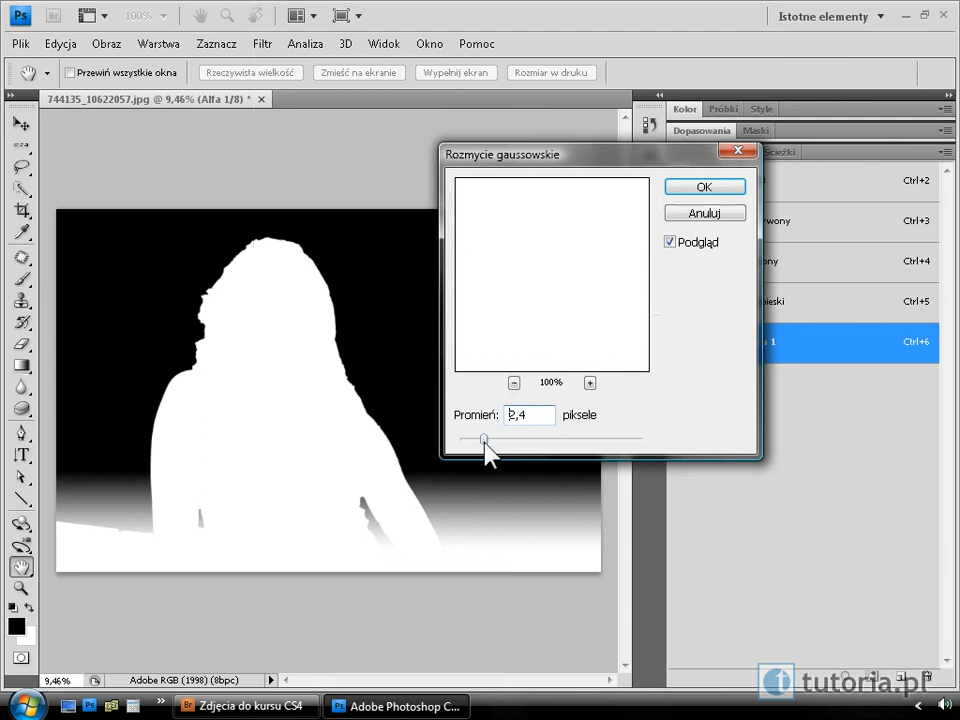 Ps Br 100% Istotne elementy
Plik Edycja Obraz Warstwa Zaznacz Filtr Analiza 3D Widok Okno Pomoc
Przewiń wszystkie okna Rzeczywista wielkość Zmieść na ekranie Wypełnij ekran Rozmiar w druku
744135_10622057.jpg @ 9,46% (Alfa 1/8) *
Kolor Próbki Style
Dopasowania Maski
Ścieżki
Rozmycie gaussowskie
OK
Anuluj
Podgląd
100%
Promień: 2,4 piksele
Ctrl+2
wony Ctrl+3
ony Ctrl+4
ieski Ctrl+5
1 Ctrl+6
9,46% Adobe RGB (1998) (8bpc)
tutoria.pl
Ps Br Zdjęcia do kursu CS4 Ps Adobe Photoshop C...